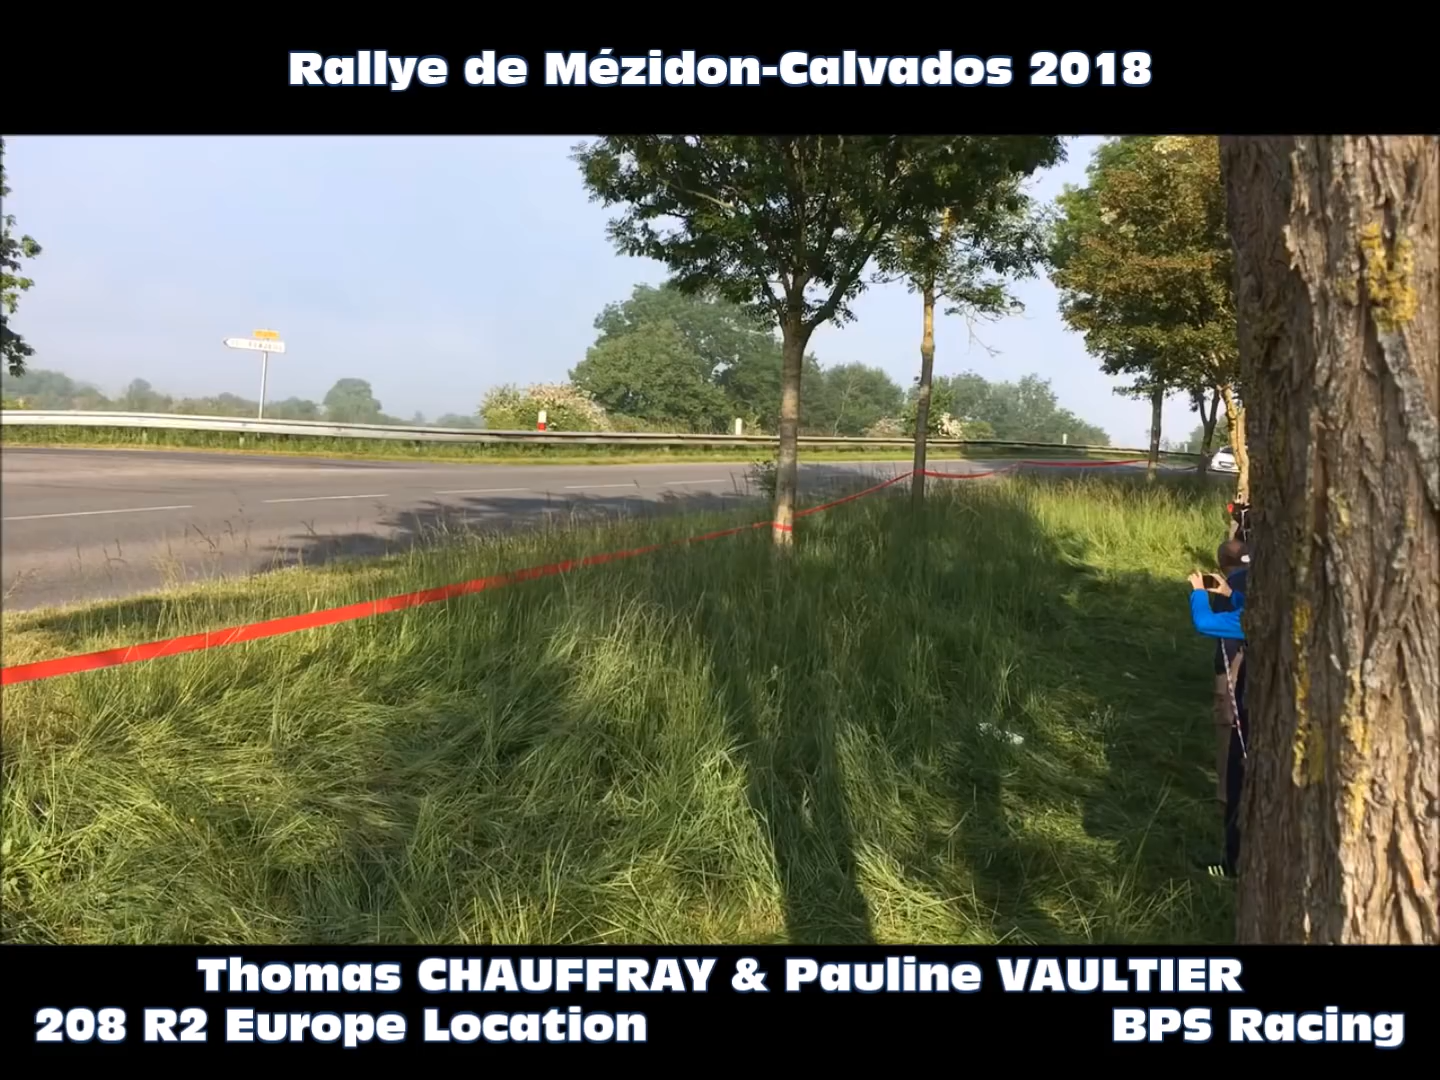 Rallye de Mézidon-Calvados 2018
Thomas CHAUFFRAY & Pauline VAULTIER
208 R2 Europe Location
BPS Racing